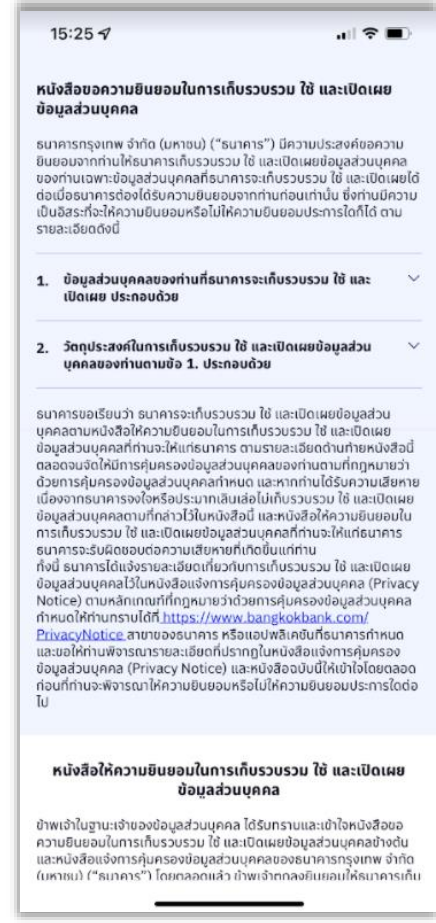 15:25
หนังสือขอความยินยอมในการเก็บรวบรวม ใช้ และเปิดเผย
ข้อมูลส่วนบุคคล
ธนาคารกรุงเทพ จำกัด (มหาชน) (“ธนาคาร”) มีความประสงค์ขอความ
ยินยอมจากท่านให้ธนาคารเก็บรวบรวม ใช้ และเปิดเผยข้อมูลส่วนบุคคล
ของท่านเฉพาะข้อมูลส่วนบุคคลที่ธนาคารจะเก็บรวบรวม ใช้ และเปิดเผยได้
ต่อเมื่อธนาคารต้องได้รับความยินยอมจากท่านก่อนเท่านั้น ซึ่งท่านมีความ
เป็นอิสระที่จะให้ความยินยอมหรือไม่ให้ความยินยอมประการใดก็ได้ ตาม
รายละเอียดดังนี้
1. ข้อมูลส่วนบุคคลของท่านที่ธนาคารจะเก็บรวบรวม ใช้ และ
เปิดเผย ประกอบด้วย
2. วัตถุประสงค์ในการเก็บรวบรวม ใช้ และเปิดเผยข้อมูลส่วน
บุคคลของท่านตามข้อ 1. ประกอบด้วย
ธนาคารขอเรียนว่า ธนาคารจะเก็บรวบรวม ใช้ และเปิดเผยข้อมูลส่วน
บุคคลตามหนังสือให้ความยินยอมในการเก็บรวบรวม ใช้ และเปิดเผย
ข้อมูลส่วนบุคคลที่ท่านจะให้แก่ธนาคาร ตามรายละเอียดด้านท้ายหนังสือนี้
ตลอดจนจัดให้มีการคุ้มครองข้อมูลส่วนบุคคลของท่านตามที่กฎหมายว่า
ด้วยการคุ้มครองข้อมูลส่วนบุคคลกำหนด และหากท่านได้รับความเสียหาย
เนื่องจากธนาคารจงใจหรือประมาทเลินเล่อไม่เก็บรวบรวม ใช้ และเปิดเผย
ข้อมูลส่วนบุคคลตามที่กล่าวไว้ในหนังสือนี้ และหนังสือให้ความยินยอมใน
การเก็บรวบรวม ใช้ และเปิดเผยข้อมูลส่วนบุคคลที่ท่านจะให้แก่ธนาคาร
ธนาคารจะรับผิดชอบต่อความเสียหายที่เกิดขึ้นแก่ท่าน
ทั้งนี้ ธนาคารได้แจ้งรายละเอียดเกี่ยวกับการเก็บรวบรวม ใช้ และเปิดเผย
ข้อมูลส่วนบุคคลไว้ในหนังสือแจ้งการคุ้มครองข้อมูลส่วนบุคคล (Privacy
Notice) ตามหลักเกณฑ์ที่กฎหมายว่าด้วยการคุ้มครองข้อมูลส่วนบุคคล
กำหนดให้ท่านทราบได้ที่ https://www.bangkokbank.com/
PrivacyNotice สาขาของธนาคาร หรือแอปพลิเคชันที่ธนาคารกำหนด
และขอให้ท่านพิจารณารายละเอียดที่ปรากฏในหนังสือแจ้งการคุ้มครอง
ข้อมูลส่วนบุคคล (Privacy Notice) และหนังสือฉบับนี้ให้เข้าใจโดยตลอด
ก่อนที่ท่านจะพิจารณาให้ความยินยอมหรือไม่ให้ความยินยอมประการใดต่อ
ไป
หนังสือให้ความยินยอมในการเก็บรวบรวม ใช้ และเปิดเผย
ข้อมูลส่วนบุคคล
ข้าพเจ้าในฐานะเจ้าของข้อมูลส่วนบุคคล ได้รับทราบและเข้าใจหนังสือขอ
ความยินยอมในการเก็บรวบรวม ใช้ และเปิดเผยข้อมูลส่วนบุคคลข้างต้น
และหนังสือแจ้งการคุ้มครองข้อมูลส่วนบุคคลของธนาคารกรุงเทพ จำกัด
(มหาชน) (“ธนาคาร”) โดยตลอดแล้ว ข้าพเจ้าตกลงยินยอมให้ธนาคารเก็บ